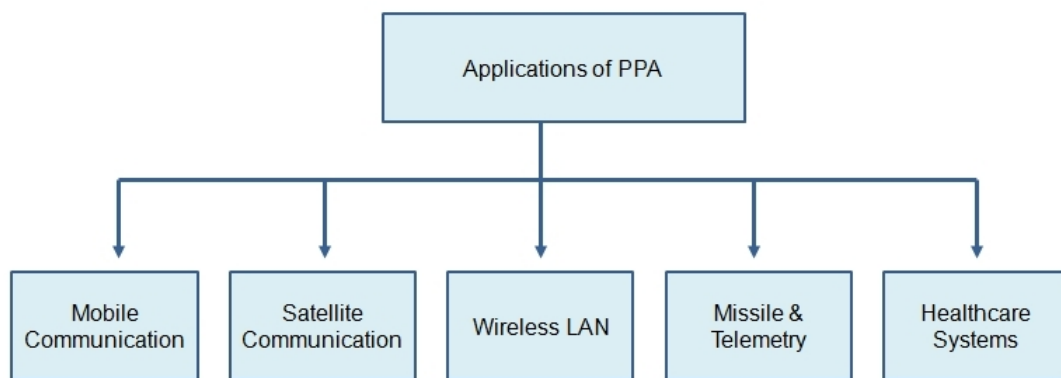 Applications of PPA
Mobile
Communication
Satellite
Communication
Wireless LAN
Missile &
Telemetry
Healthcare
Systems